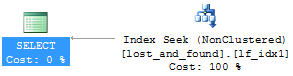 SELECT
Cost: 0 %
Index Seek (NonClustered)
[lost_and_found].[lf_idx1]
Cost: 100 %